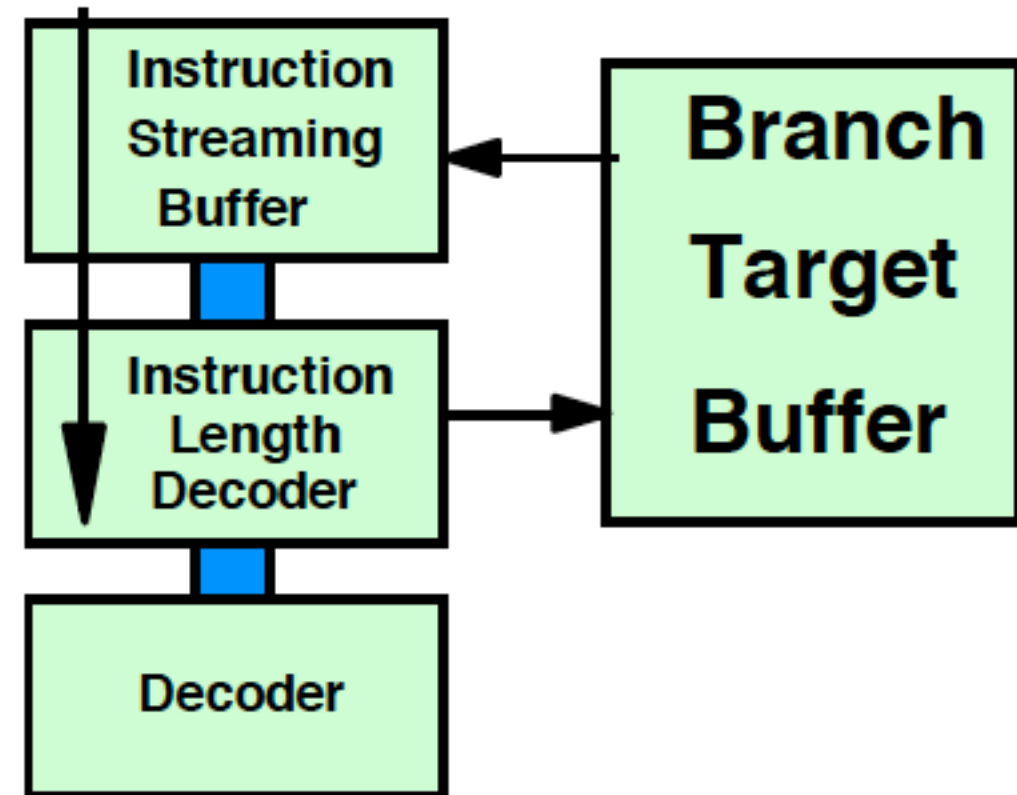 Instruction
Streaming
Buffer
Branch
Target
Buffer
Instruction
Length
Decoder
Decoder